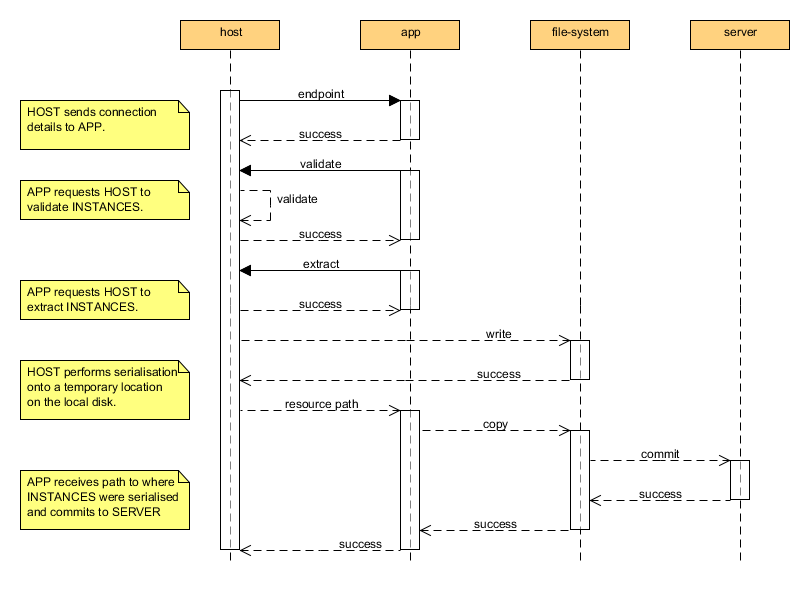 host
app
file-system
server
endpoint
HOST sends connection
details to APP.
success
validate
APP requests HOST to
validate INSTANCES.
validate
success
extract
APP requests HOST to
extract INSTANCES.
success
write
HOST performs serialisation
onto a temporary location
on the local disk.
success
resource path
copy
commit
APP receives path to where
INSTANCES were serialised
and commits to SERVER
success
success
success